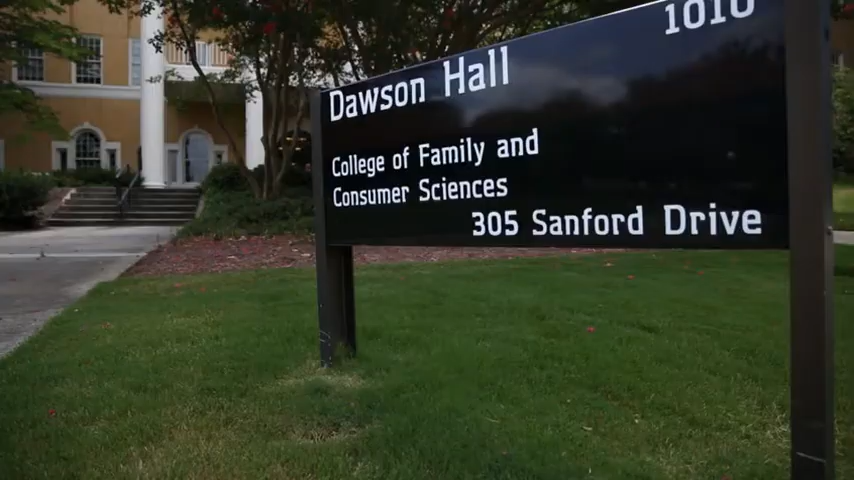 1010
Dawson Hall
College of Family and
Consumer Sciences
305 Sanford Drive